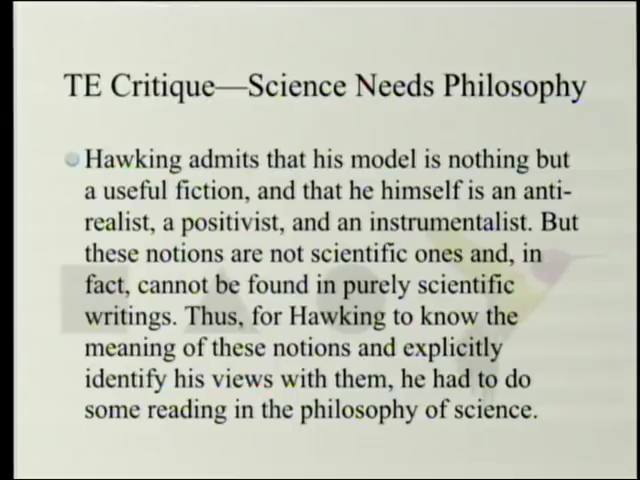 TE Critique—Science Needs Philosophy
Hawking admits that his model is nothing but
a useful fiction, and that he himself is an anti-
realist, a positivist, and an instrumentalist. But
these notions are not scientific ones and, in
fact, cannot be found in purely scientific
writings. Thus, for Hawking to know the
meaning of these notions and explicitly
identify his views with them, he had to do
some reading in the philosophy of science.